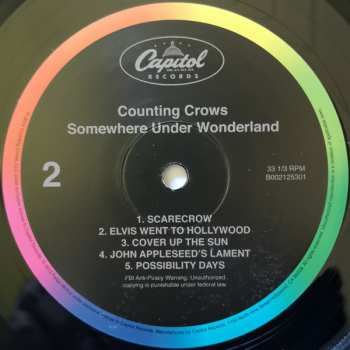 Capitol
RECORDS
Counting Crows
Somewhere Under Wonderland
2
33 1/3 RPM
B002125301
1. SCARECROW
2. ELVIS WENT TO HOLLYWOOD
3. COVER UP THE SUN
4. JOHN APPLESEED'S LAMENT
5. POSSIBILITY DAYS
FBI Anti-Piracy Warning: Unauthorized
copying is punishable under federal law.